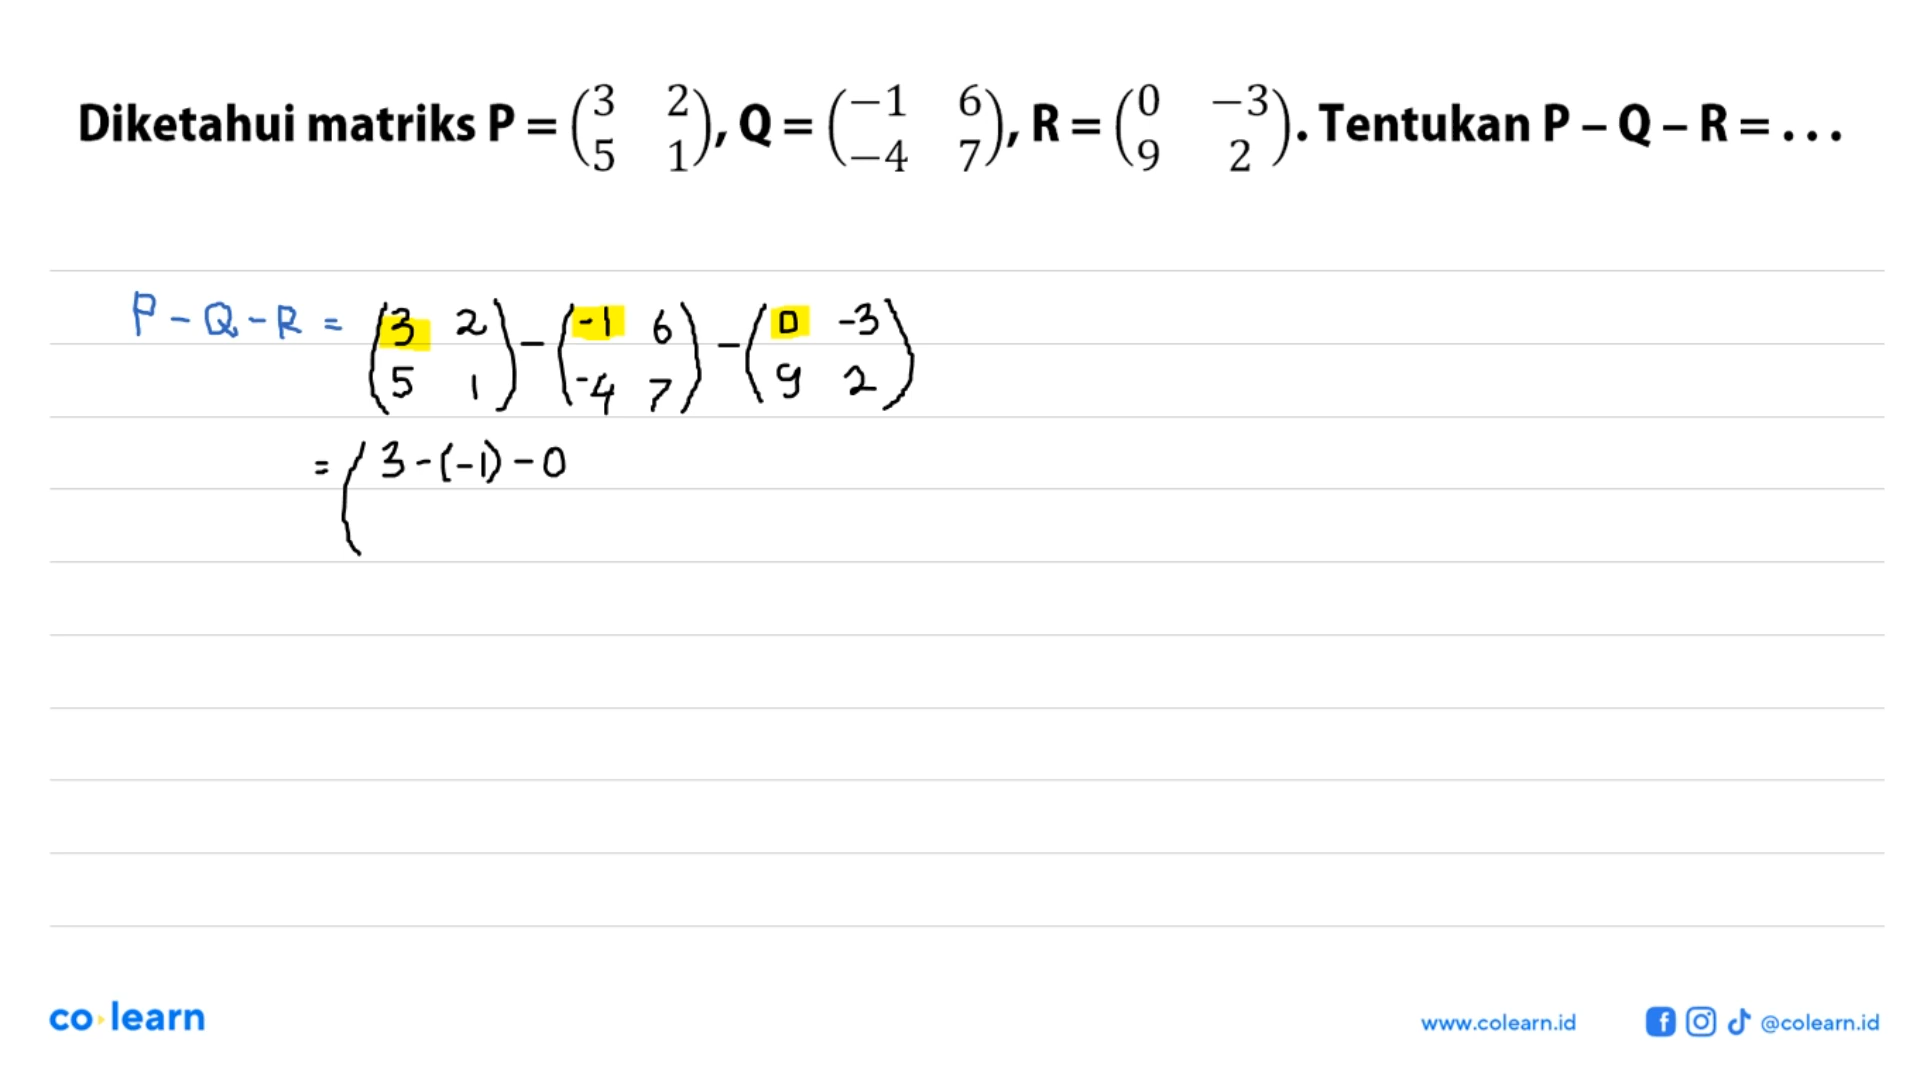 Diketahui matriks P = (3 2 5 1), Q = (−1 6 −4 7), R = (0 −3 9 2). Tentukan P – Q – R = . . .
P - Q - R = (3 2 5 1) - (-1 6 -4 7) - (0 -3 9 2)
= ( 3 - (-1) - 0
co learn
www.colearn.id
@colearn.id